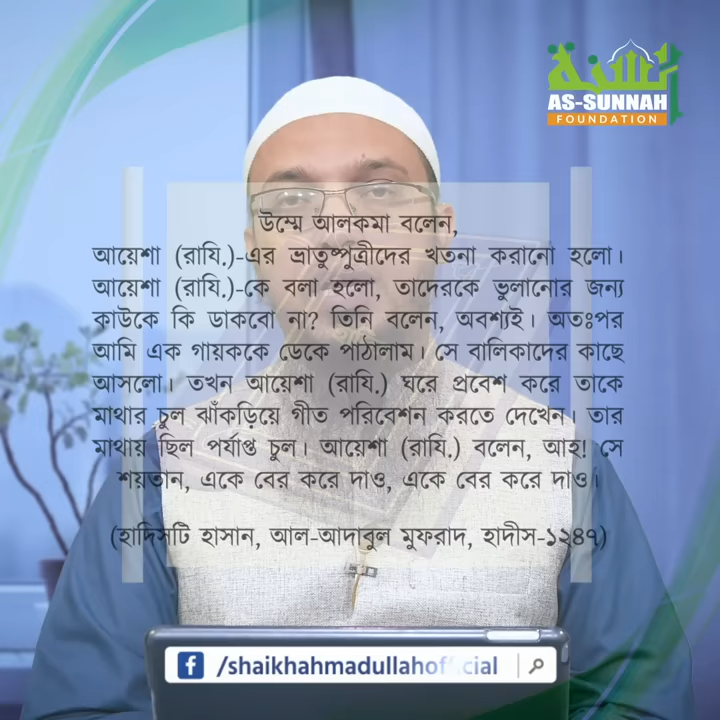 السنة
AS-SUNNAH
FOUNDATION
উম্মে আলকমা বলেন,
আয়েশা (রাযি.)-এর ভ্রাতুষ্পুত্রীদের খতনা করানো হলো।
আয়েশা (রাযি.)-কে বলা হলো, তাদেরকে ভুলানোর জন্য
কাউকে কি ডাকবো না? তিনি বলেন, অবশ্যই। অতঃপর
আমি এক গায়ককে ডেকে পাঠালাম। সে বালিকাদের কাছে
আসলো। তখন আয়েশা (রাযি.) ঘরে প্রবেশ করে তাকে
মাথার চুল ঝাঁকড়িয়ে গীত পরিবেশন করতে দেখেন। তার
মাথায় ছিল পর্যাপ্ত চুল। আয়েশা (রাযি.) বলেন, আহ! সে
শয়তান, একে বের করে দাও, একে বের করে দাও।
(হাদিসটি হাসান, আল-আদাবুল মুফরাদ, হাদীস-১২৪৭)
/shaikhahmadullahofficial